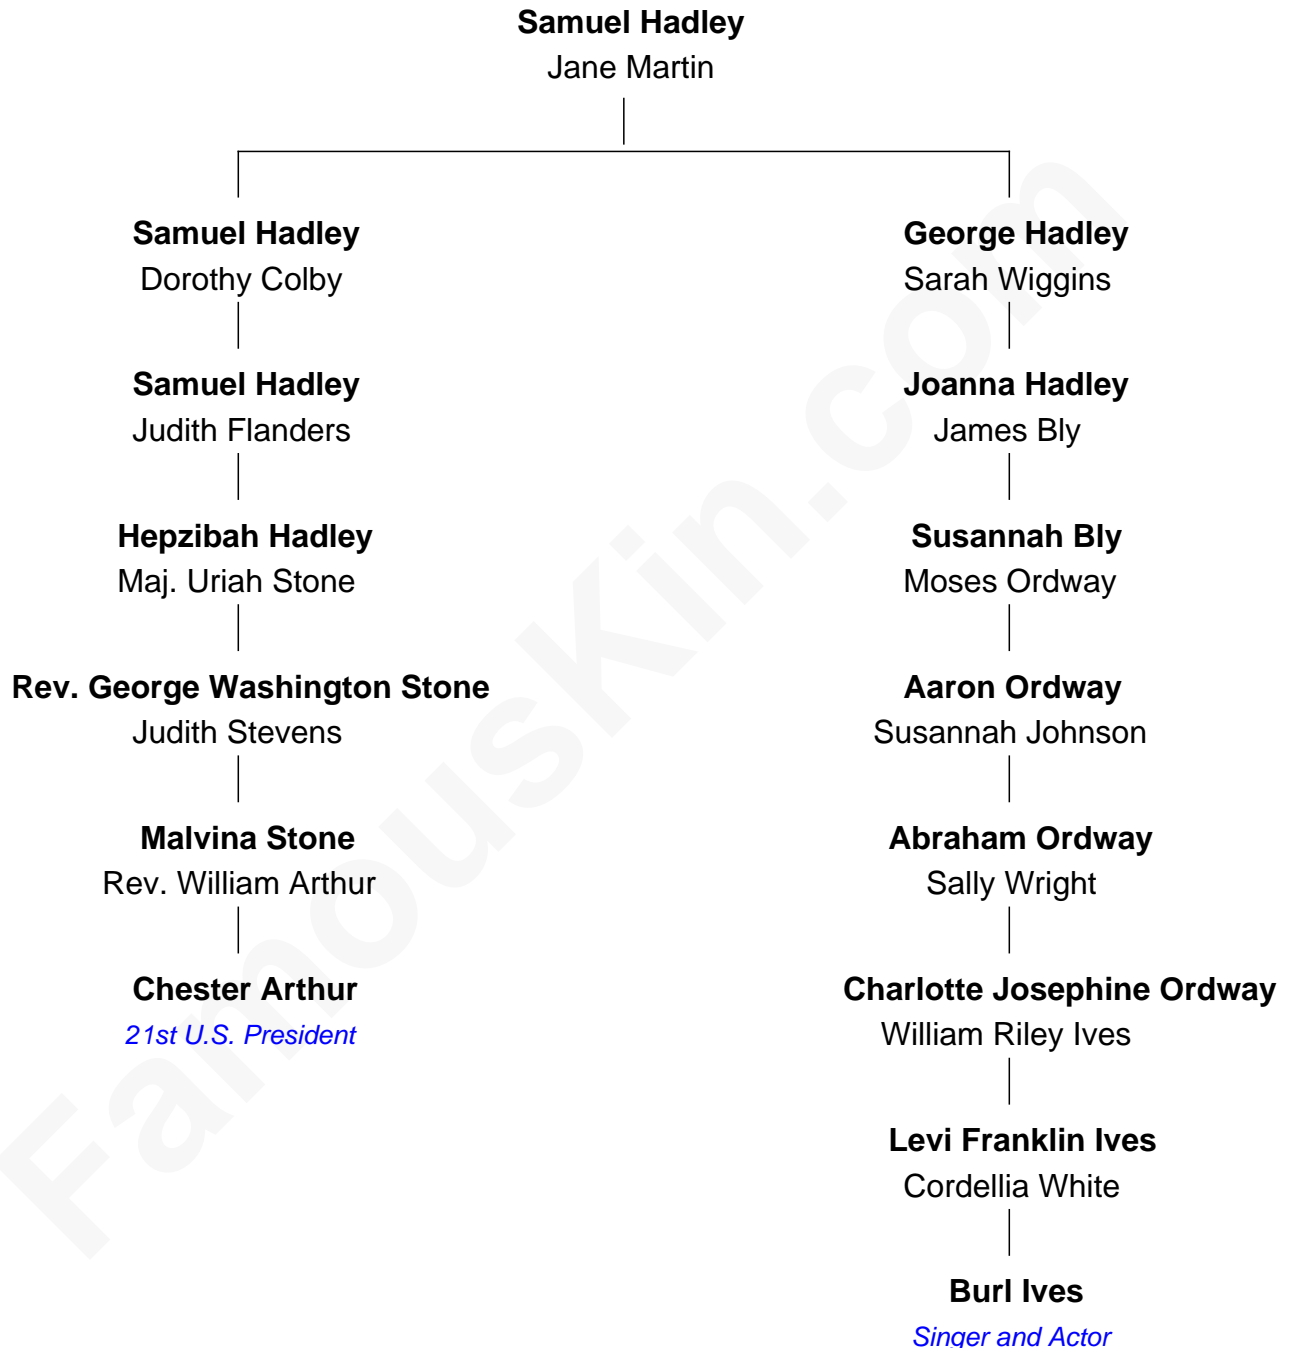 Samuel Hadley
Jane Martin
Samuel Hadley
Dorothy Colby
George Hadley
Sarah Wiggins
Samuel Hadley
Judith Flanders
Joanna Hadley
James Bly
Hepzibah Hadley
Maj. Uriah Stone
Susannah Bly
Moses Ordway
Rev. George Washington Stone
Judith Stevens
Aaron Ordway
Susannah Johnson
Malvina Stone
Rev. William Arthur
Abraham Ordway
Sally Wright
Chester Arthur
21st U.S. President
Charlotte Josephine Ordway
William Riley Ives
Levi Franklin Ives
Cordellia White
Burl Ives
Singer and Actor
FamousKin.com